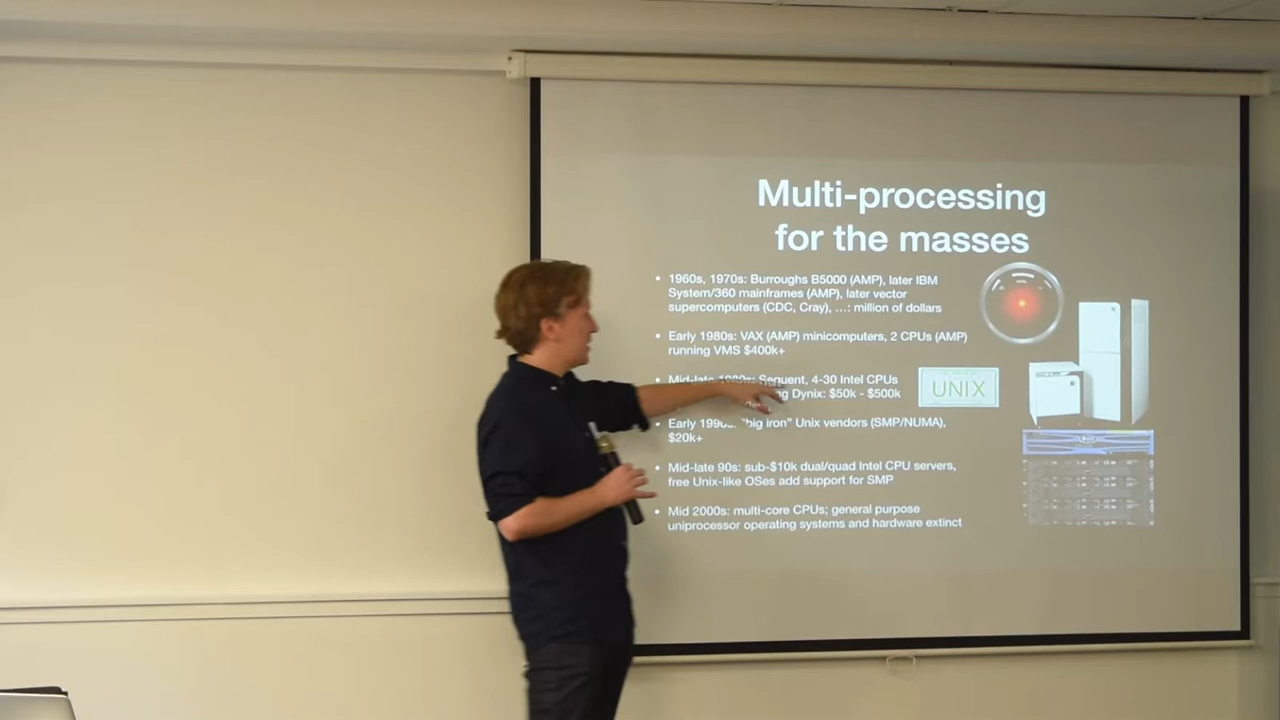 Multi-processing
for the masses
• 1960s, 1970s: Burroughs B5000 (AMP), later IBM
System/360 mainframes (AMP), later vector
supercomputers (CDC, Cray), …: million of dollars
• Early 1980s: VAX (AMP) minicomputers, 2 CPUs (AMP)
running VMS $400k+
• Mid-late 1980s: Sequent, 4-30 Intel CPUs
Dynix: $50k - $500k
UNIX
• Early 1990s: "big iron" Unix vendors (SMP/NUMA),
$20k+
• Mid-late 90s: sub-$10k dual/quad Intel CPU servers,
free Unix-like OSes add support for SMP
• Mid 2000s: multi-core CPUs; general purpose
uniprocessor operating systems and hardware extinct